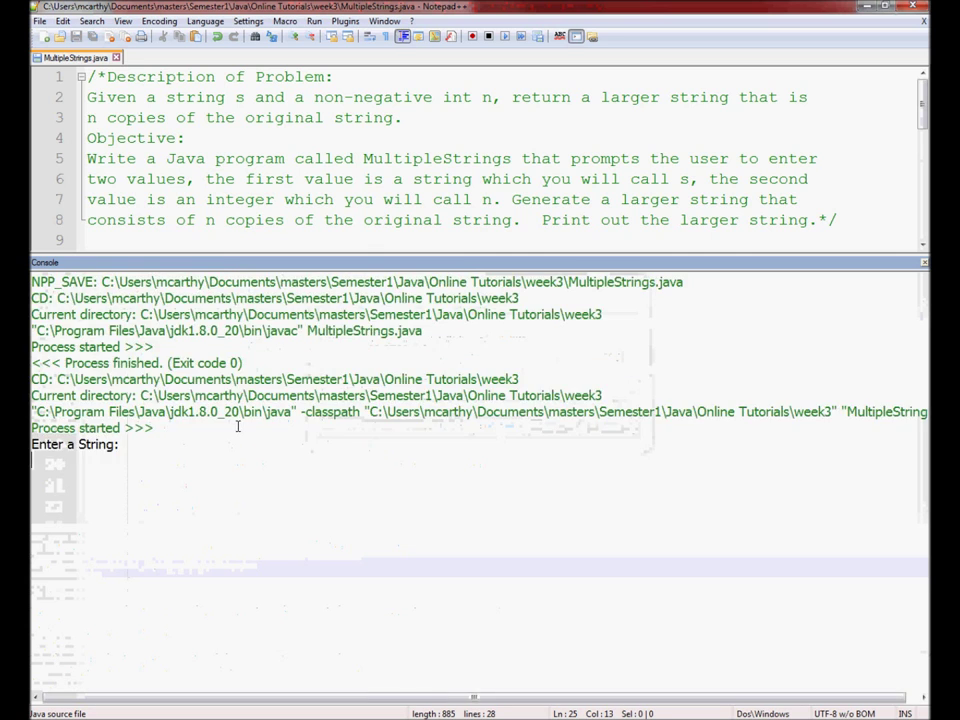 C:\Users\mcarthy\Documents\masters\Semester1\Java\Online Tutorials\week3\MultipleStrings.java - Notepad++
File Edit Search View Encoding Language Settings Macro Run Plugins Window ? X
MultipleStrings.java
1 /*Description of Problem:
2 Given a string s and a non-negative int n, return a larger string that is
3 n copies of the original string.
4 Objective:
5 Write a Java program called MultipleStrings that prompts the user to enter
6 two values, the first value is a string which you will call s, the second
7 value is an integer which you will call n. Generate a larger string that
8 consists of n copies of the original string.  Print out the larger string.*/
9
Console
NPP_SAVE: C:\Users\mcarthy\Documents\masters\Semester1\Java\Online Tutorials\week3\MultipleStrings.java
CD: C:\Users\mcarthy\Documents\masters\Semester1\Java\Online Tutorials\week3
Current directory: C:\Users\mcarthy\Documents\masters\Semester1\Java\Online Tutorials\week3
"C:\Program Files\Java\jdk1.8.0_20\bin\javac" MultipleStrings.java
Process started >>>
<<< Process finished. (Exit code 0)
CD: C:\Users\mcarthy\Documents\masters\Semester1\Java\Online Tutorials\week3
Current directory: C:\Users\mcarthy\Documents\masters\Semester1\Java\Online Tutorials\week3
"C:\Program Files\Java\jdk1.8.0_20\bin\java" -classpath "C:\Users\mcarthy\Documents\masters\Semester1\Java\Online Tutorials\week3" "MultipleString
Process started >>>
Enter a String:
Java source file length : 885 lines : 28 Ln : 25 Col : 13 Sel : 0 | 0 Dos\Windows UTF-8 w/o BOM INS